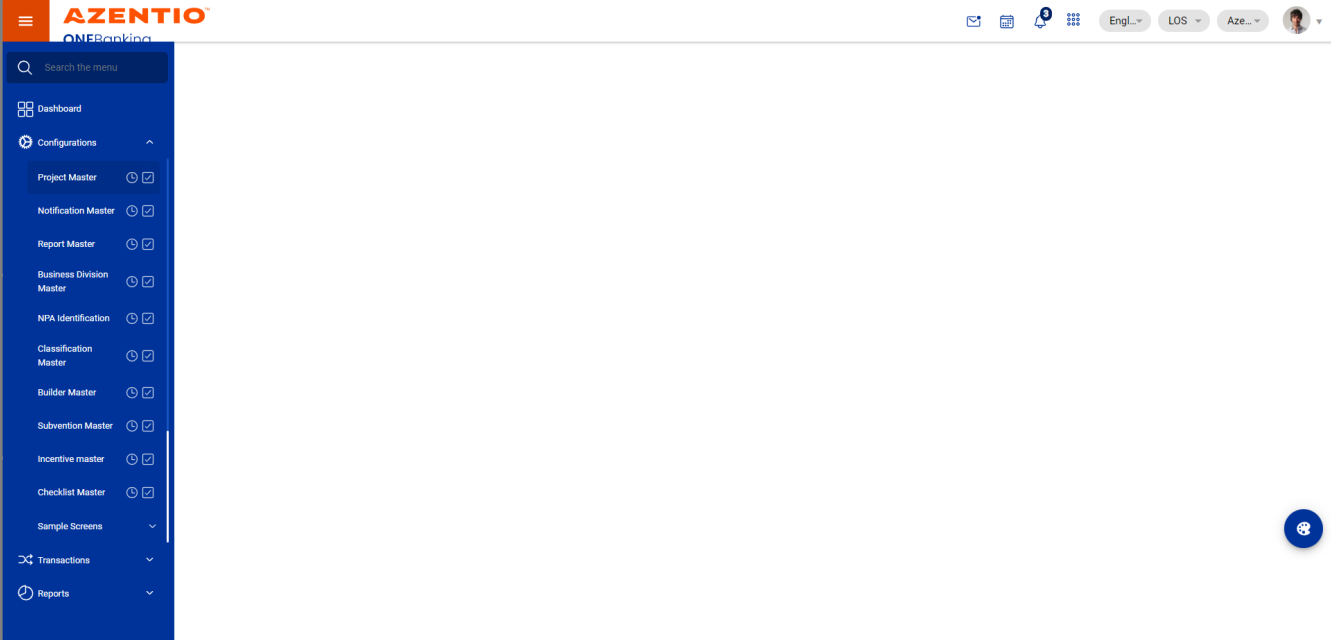 AZENTIO™
ONEBanking
3
Engl...
LOS
Aze...
Search the menu
Dashboard
Configurations
Project Master
Notification Master
Report Master
Business Division
Master
NPA Identification
Classification
Master
Builder Master
Subvention Master
Incentive master
Checklist Master
Sample Screens
Transactions
Reports